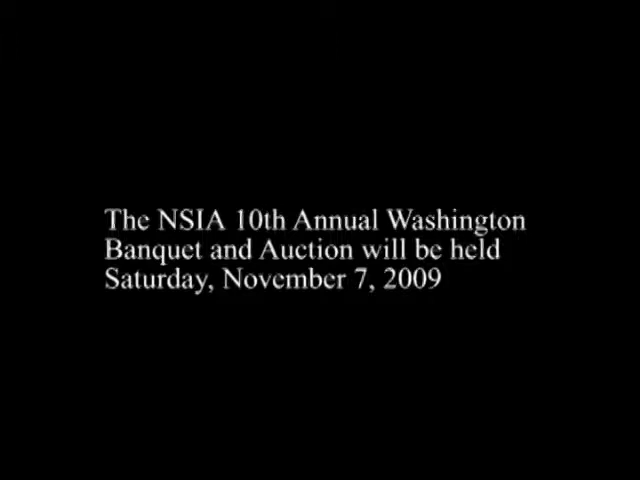 The NSIA 10th Annual Washington
Banquet and Auction will be held
Saturday, November 7, 2009